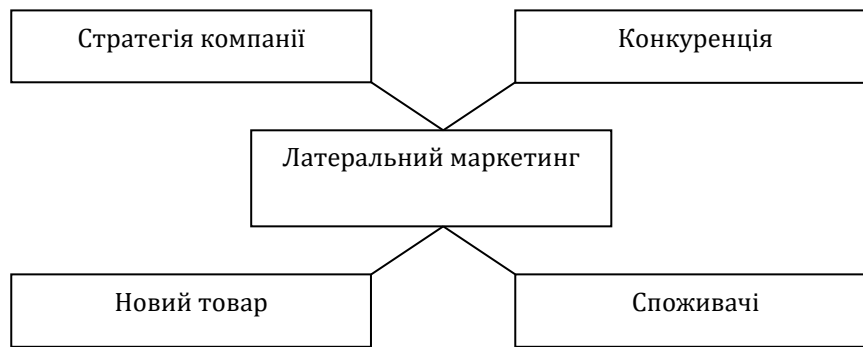 Стратегія компанії
Конкуренція
Латеральний маркетинг
Новий товар
Споживачі